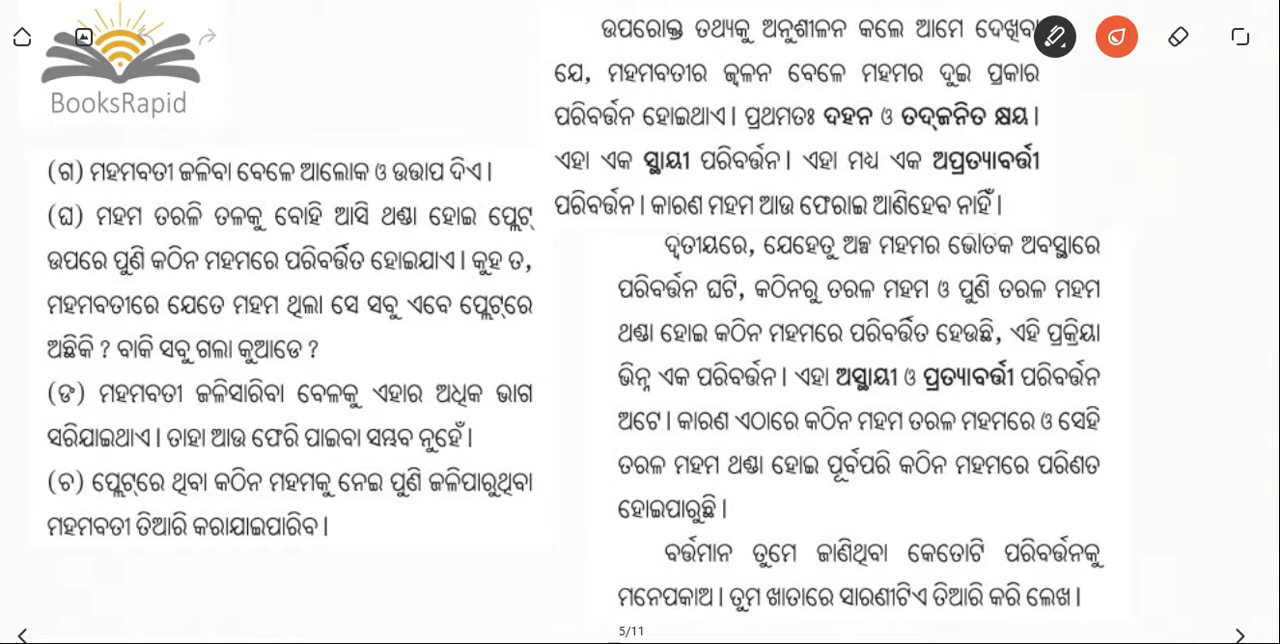 BooksRapid
(ଗ) ମହମବତୀ ଜଳିବା ବେଳେ ଆଲୋକ ଓ ଉତ୍ତାପ ଦିଏ ।
(ଘ) ମହମ ତରଳି ତଳକୁ ବୋହି ଆସି ଥଣ୍ଡା ହୋଇ ପ୍ଲେଟ୍
ଉପରେ ପୁଣି କଠିନ ମହମରେ ପରିବର୍ତ୍ତିତ ହୋଇଯାଏ । କୁହ ତ,
ମହମବତୀରେ ଯେତେ ମହମ ଥିଲା ସେ ସବୁ ଏବେ ପ୍ଲେଟ୍‌ରେ
ଅଛିକି ? ବାକି ସବୁ ଗଲା କୁଆଡେ ?
(ଙ) ମହମବତୀ ଜଳିସାରିବା ବେଳକୁ ଏହାର ଅଧିକ ଭାଗ
ସରିଯାଇଥାଏ । ତାହା ଆଉ ଫେରି ପାଇବା ସମ୍ଭବ ନୁହେଁ ।
(ଚ) ପ୍ଲେଟ୍‌ରେ ଥିବା କଠିନ ମହମକୁ ନେଇ ପୁଣି ଜଳିପାରୁଥିବା
ମହମବତୀ ତିଆରି କରାଯାଇପାରିବ ।
ଉପରୋକ୍ତ ତଥ୍ୟକୁ ଅନୁଶୀଳନ କଲେ ଆମେ ଦେଖିବା
ଯେ, ମହମବତୀର ଜ୍ୱଳନ ବେଳେ ମହମର ଦୁଇ ପ୍ରକାର
ପରିବର୍ତ୍ତନ ହୋଇଥାଏ । ପ୍ରଥମତଃ ଦହନ ଓ ତଦ୍‌ଜନିତ କ୍ଷୟ ।
ଏହା ଏକ ସ୍ଥାୟୀ ପରିବର୍ତ୍ତନ । ଏହା ମଧ୍ୟ ଏକ ଅପ୍ରତ୍ୟାବର୍ତ୍ତୀ
ପରିବର୍ତ୍ତନ । କାରଣ ମହମ ଆଉ ଫେରାଇ ଆଣିହେବ ନାହିଁ ।
ଦ୍ୱିତୀୟରେ, ଯେହେତୁ ଅଳ୍ପ ମହମର ଭୌତିକ ଅବସ୍ଥାରେ
ପରିବର୍ତ୍ତନ ଘଟି, କଠିନରୁ ତରଳ ମହମ ଓ ପୁଣି ତରଳ ମହମ
ଥଣ୍ଡା ହୋଇ କଠିନ ମହମରେ ପରିବର୍ତ୍ତିତ ହେଉଛି, ଏହି ପ୍ରକ୍ରିୟା
ଭିନ୍ନ ଏକ ପରିବର୍ତ୍ତନ । ଏହା ଅସ୍ଥାୟୀ ଓ ପ୍ରତ୍ୟାବର୍ତ୍ତୀ ପରିବର୍ତ୍ତନ
ଅଟେ । କାରଣ ଏଠାରେ କଠିନ ମହମ ତରଳ ମହମରେ ଓ ସେହି
ତରଳ ମହମ ଥଣ୍ଡା ହୋଇ ପୂର୍ବପରି କଠିନ ମହମରେ ପରିଣତ
ହୋଇପାରୁଛି ।
ବର୍ତ୍ତମାନ ତୁମେ ଜାଣିଥିବା କେତୋଟି ପରିବର୍ତ୍ତନକୁ
ମନେପକାଅ । ତୁମ ଖାତାରେ ସାରଣୀଟିଏ ତିଆରି କରି ଲେଖ ।
5/11